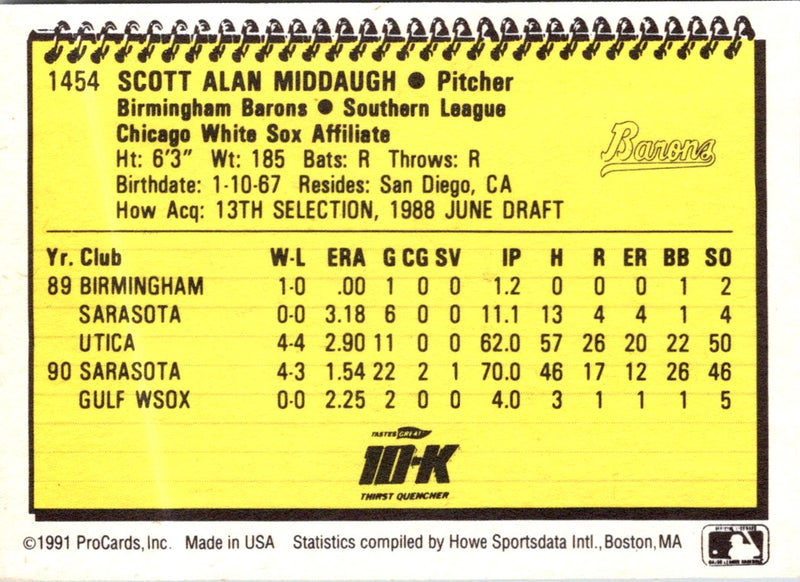 1454 SCOTT ALAN MIDDAUGH ● Pitcher
Birmingham Barons ● Southern League
Chicago White Sox Affiliate
Ht: 6'3" Wt: 185 Bats: R Throws: R
Birthdate: 1-10-67 Resides: San Diego, CA
How Acq: 13TH SELECTION, 1988 JUNE DRAFT
Barons
Yr. Club W-L ERA G CG SV IP H R ER BB SO
89 BIRMINGHAM 1-0 .00 1 0 0 1.2 0 0 0 1 2
SARASOTA 0-0 3.18 6 0 0 11.1 13 4 4 1 4
UTICA 4-4 2.90 11 0 0 62.0 57 26 20 22 50
90 SARASOTA 4-3 1.54 22 2 1 70.0 46 17 12 26 46
GULF WSOX 0-0 2.25 2 0 0 4.0 3 1 1 1 5
TASTES GREAT
10-K
THIRST QUENCHER
©1991 ProCards, Inc. Made in USA Statistics compiled by Howe Sportsdata Intl., Boston, MA